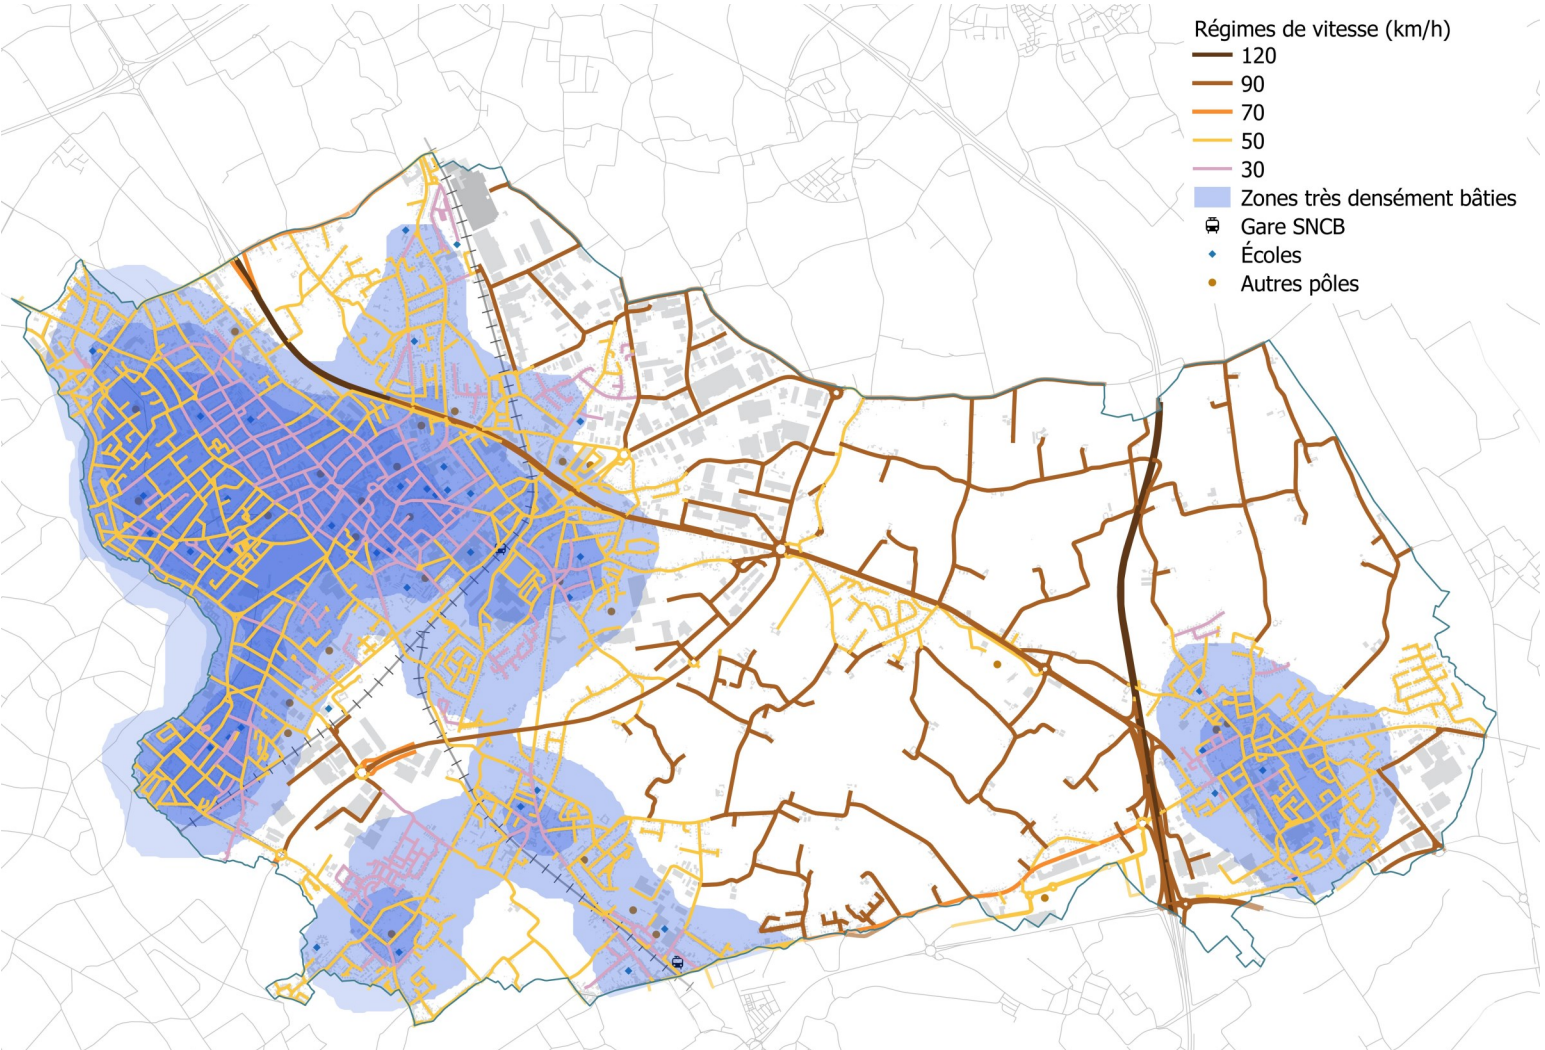 Régimes de vitesse (km/h)
120
90
70
50
30
Zones très densément bâties
Gare SNCB
Écoles
Autres pôles